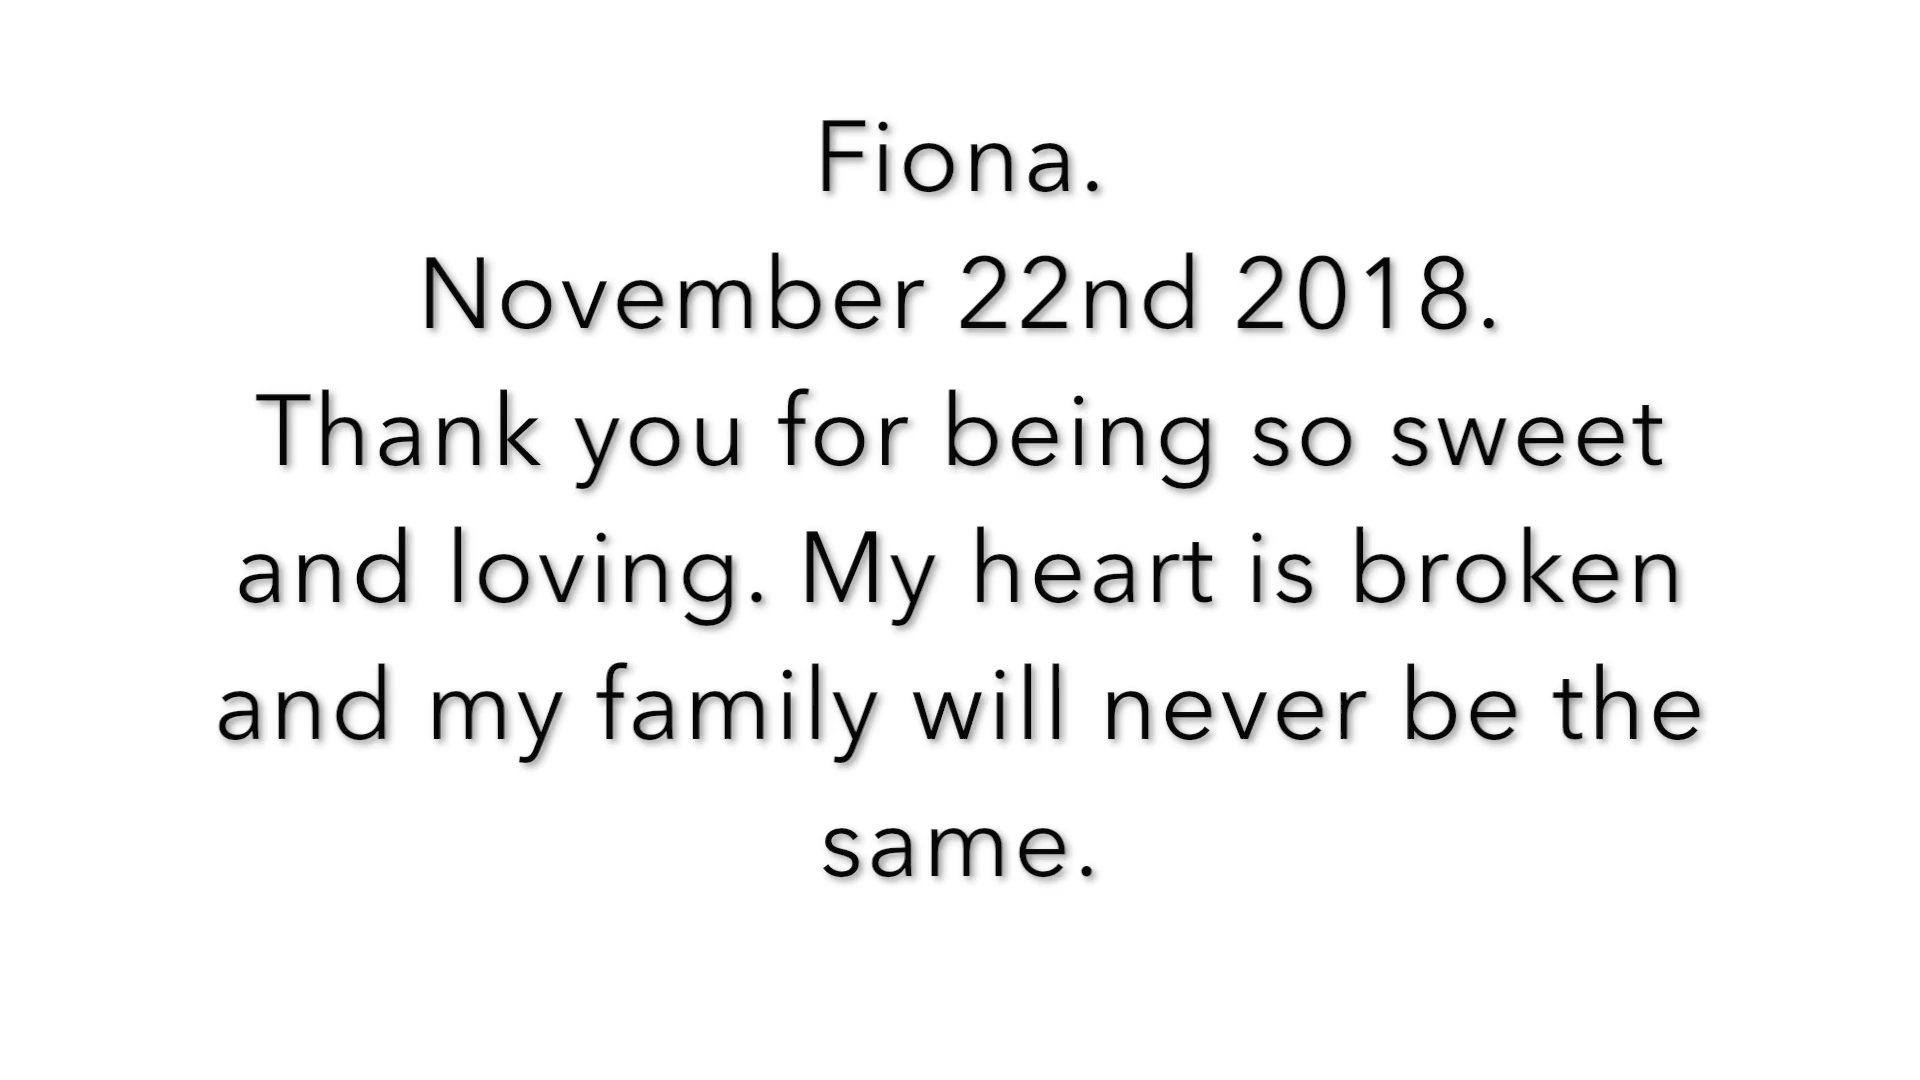 Fiona.
November 22nd 2018.
Thank you for being so sweet
and loving. My heart is broken
and my family will never be the
same.